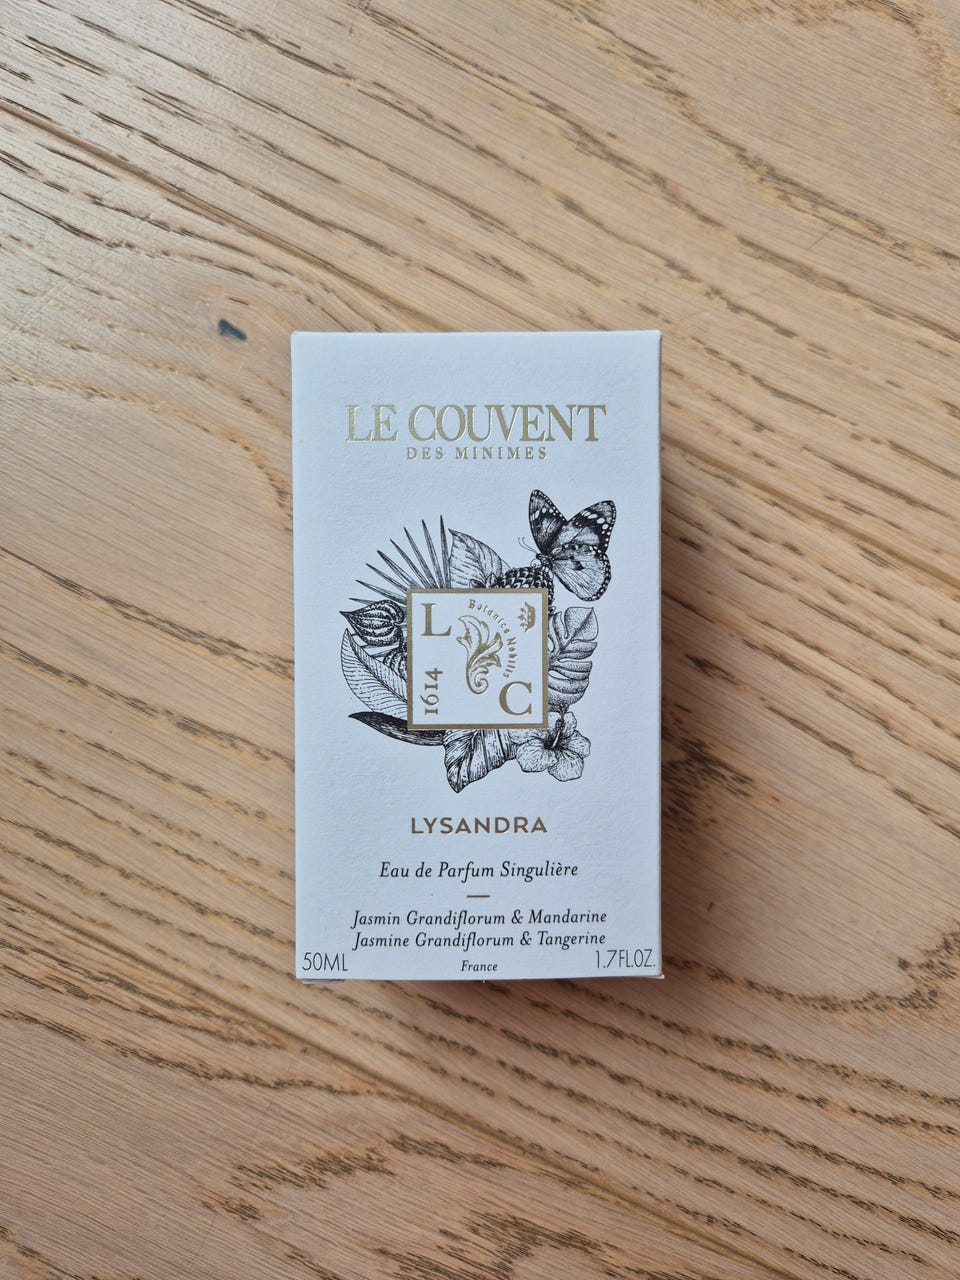 LE COUVENT
DES MINIMES
L
Botanica Nobilis
1614
C
LYSANDRA
Eau de Parfum Singulière
Jasmin Grandiflorum & Mandarine
Jasmine Grandiflorum & Tangerine
50ML
France
1.7FL.OZ.